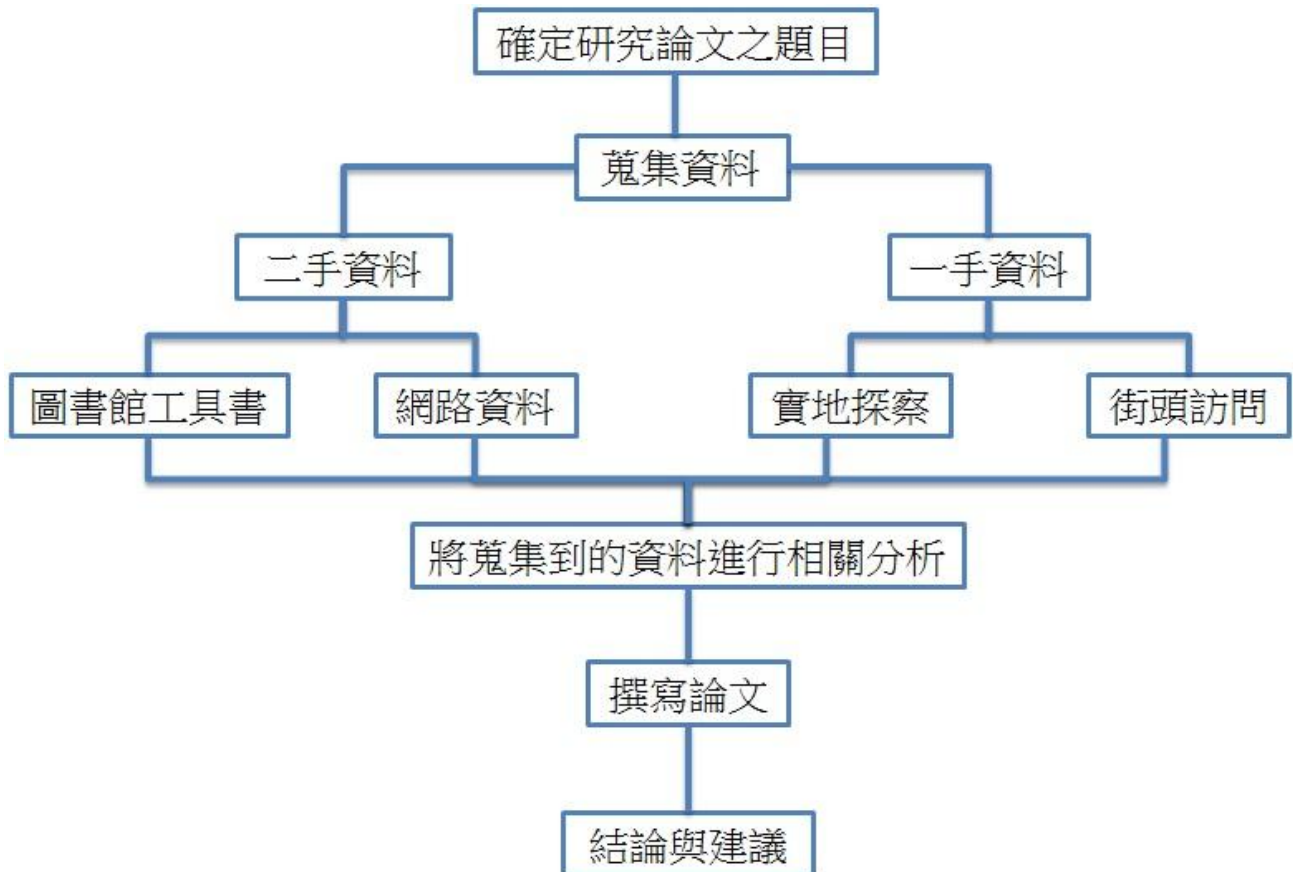 確定研究論文之題目
蒐集資料
二手資料
一手資料
圖書館工具書
網路資料
實地探察
街頭訪問
將蒐集到的資料進行相關分析
撰寫論文
結論與建議